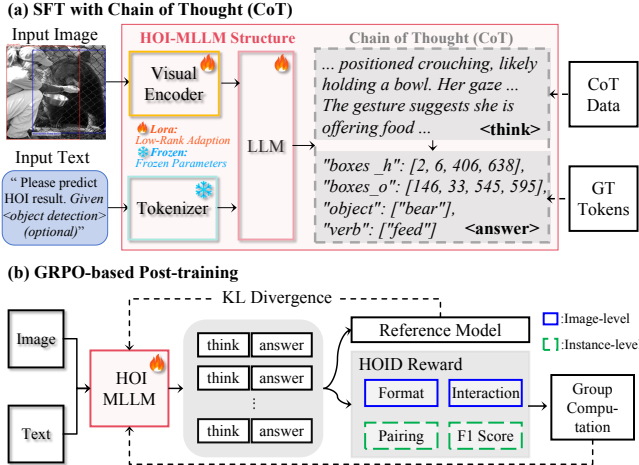 (a) SFT with Chain of Thought (CoT)
Input Image
HOI-MLLM Structure
Chain of Thought (CoT)
Visual
Encoder
Lora:
Low-Rank Adaption
Frozen:
Frozen Parameters
Tokenizer
LLM
... positioned crouching, likely
holding a bowl. Her gaze ...
The gesture suggests she is
offering food ...
<think>
"boxes _h": [2, 6, 406, 638],
"boxes_o": [146, 33, 545, 595],
"object": ["bear"],
"verb": ["feed"]
<answer>
CoT
Data
GT
Tokens
Input Text
“ Please predict
HOI result. Given
<object detection>
(optional)”
(b) GRPO-based Post-training
KL Divergence
Image
Text
HOI
MLLM
think answer
think answer
⋮
think answer
Reference Model
HOID Reward
Format
Interaction
Pairing
F1 Score
:Image-level
:Instance-level
Group
Compu-
tation